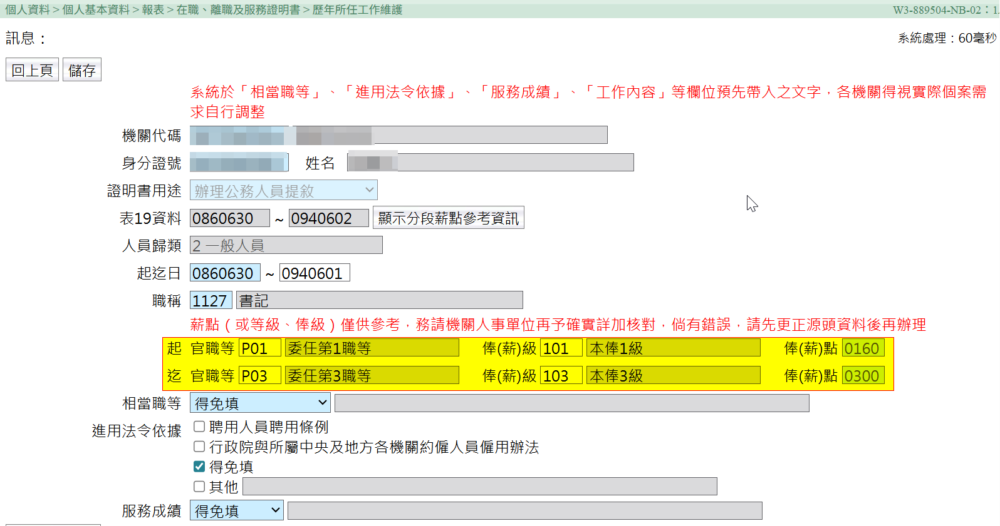 個人資料 > 個人基本資料 > 報表 > 在職、離職及服務證明書 > 歷年所任工作維護 W3-889504-NB-02：1
訊息： 系統處理：60毫秒
回上頁 儲存
系統於「相當職等」、「進用法令依據」、「服務成績」、「工作內容」等欄位預先帶入之文字，各機關得視實際個案需
求自行調整
機關代碼
身分證號 姓名
證明書用途 辦理公務人員提敘
表19資料 0860630 ~ 0940602 顯示分段薪點參考資訊
人員歸類 2 一般人員
起迄日 0860630 ~ 0940601
職稱 1127 書記
薪點（或等級、俸級）僅供參考，務請機關人事單位再予確實詳加核對，倘有錯誤，請先更正源頭資料後再辦理
起 官職等 P01 委任第1職等 俸(薪)級 101 本俸1級 俸(薪)點 0160
迄 官職等 P03 委任第3職等 俸(薪)級 103 本俸3級 俸(薪)點 0300
相當職等 得免填
進用法令依據 聘用人員聘用條例
行政院與所屬中央及地方各機關約僱人員僱用辦法
得免填
其他
服務成績 得免填